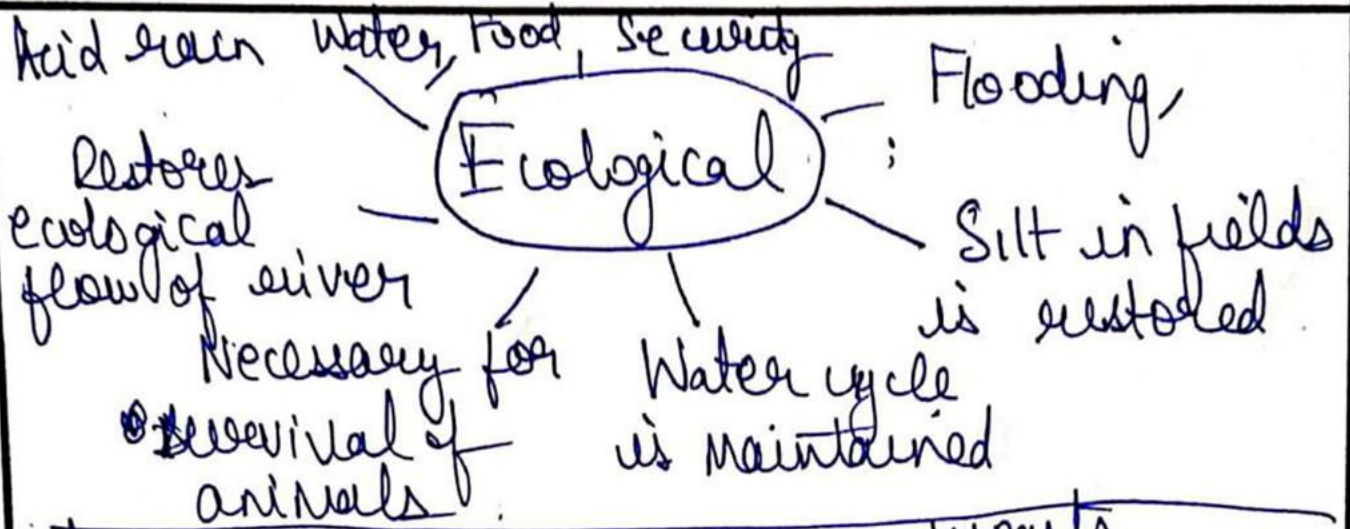 Acid rain Water, Food, Security
Flooding,
Ecological
Restores
ecological
flow of river
Silt in fields
is restored
Necessary for
survival of
animals
Water cycle
is maintained